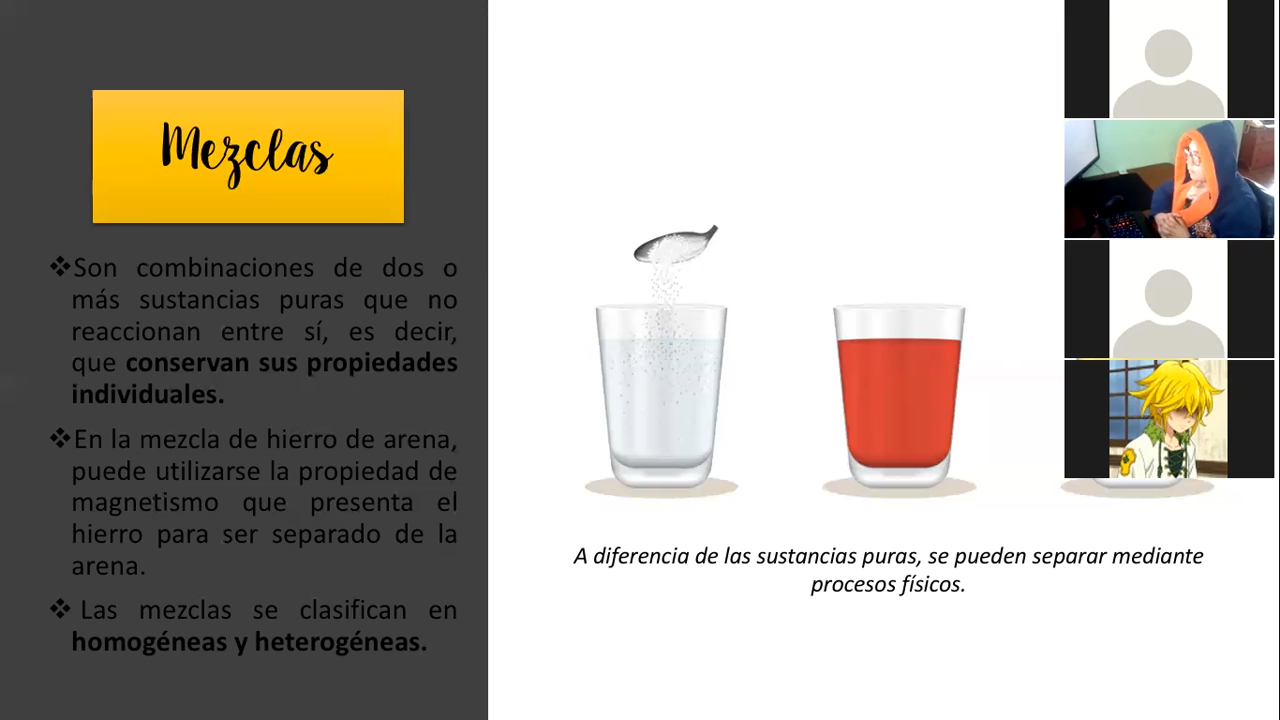 Mezclas
❖Son combinaciones de dos o
más sustancias puras que no
reaccionan entre sí, es decir,
que conservan sus propiedades
individuales.
❖En la mezcla de hierro de arena,
puede utilizarse la propiedad de
magnetismo que presenta el
hierro para ser separado de la
arena.
❖ Las mezclas se clasifican en
homogéneas y heterogéneas.
A diferencia de las sustancias puras, se pueden separar mediante
procesos físicos.